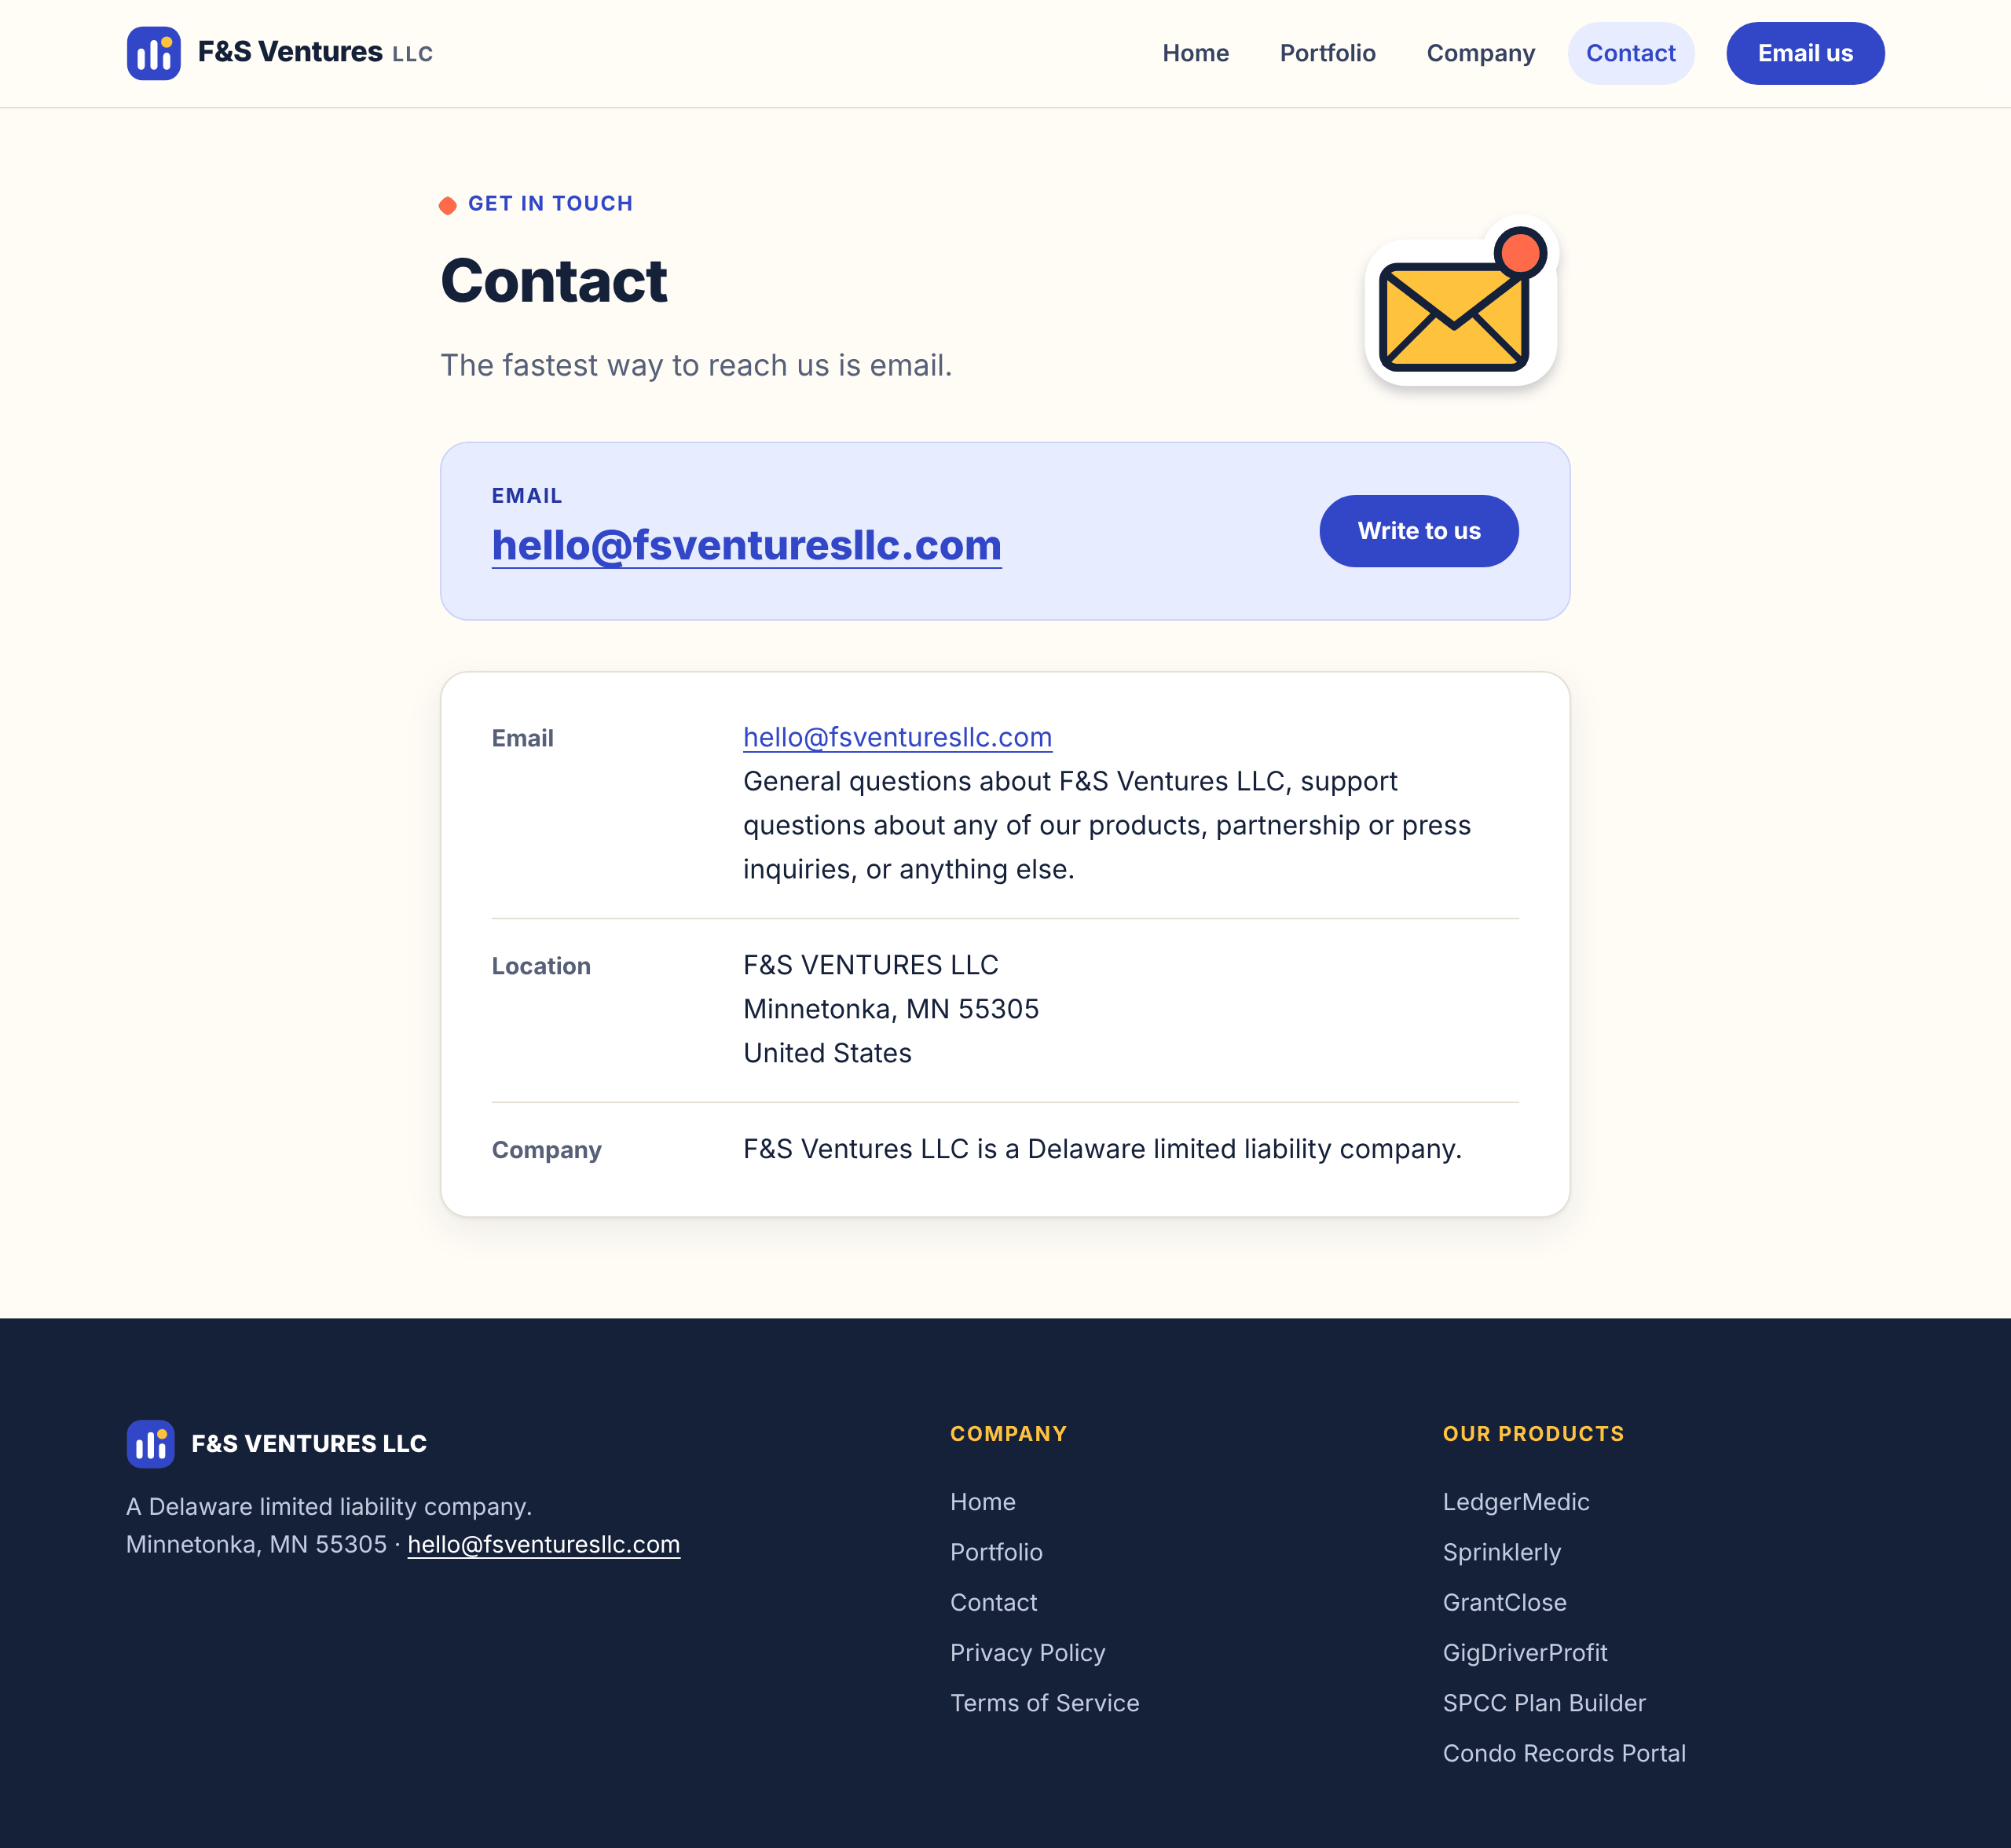 F&S Ventures LLC
Home
Portfolio
Company
Contact
Email us
GET IN TOUCH
Contact
The fastest way to reach us is email.
EMAIL
hello@fsventuresllc.com
Write to us
Email
hello@fsventuresllc.com
General questions about F&S Ventures LLC, support
questions about any of our products, partnership or press
inquiries, or anything else.
Location
F&S VENTURES LLC
Minnetonka, MN 55305
United States
Company
F&S Ventures LLC is a Delaware limited liability company.
F&S VENTURES LLC
A Delaware limited liability company.
Minnetonka, MN 55305 · hello@fsventuresllc.com
COMPANY
Home
Portfolio
Contact
Privacy Policy
Terms of Service
OUR PRODUCTS
LedgerMedic
Sprinklerly
GrantClose
GigDriverProfit
SPCC Plan Builder
Condo Records Portal